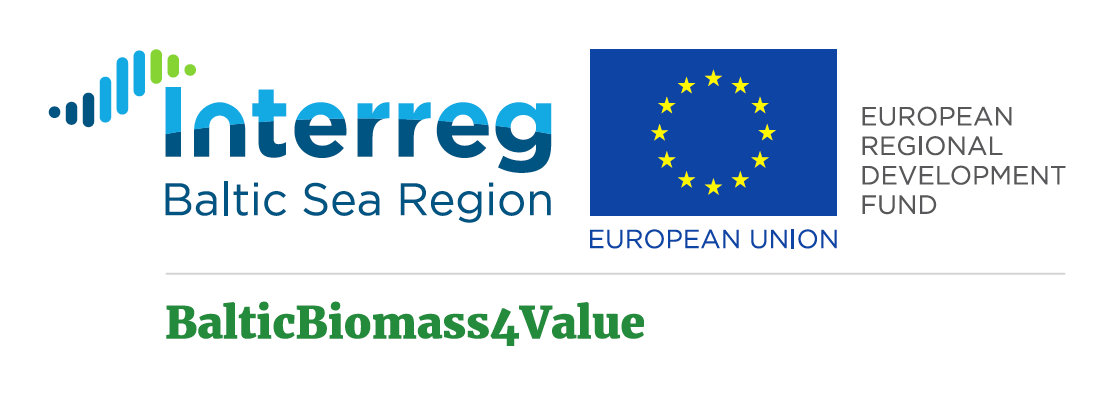 Interreg
Baltic Sea Region
EUROPEAN UNION
EUROPEAN
REGIONAL
DEVELOPMENT
FUND
BalticBiomass4Value